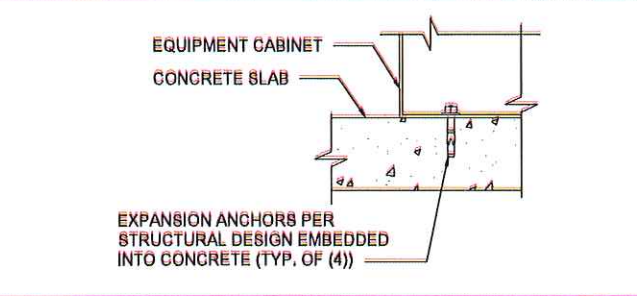 EQUIPMENT CABINET
CONCRETE SLAB
EXPANSION ANCHORS PER
STRUCTURAL DESIGN EMBEDDED
INTO CONCRETE (TYP. OF (4))